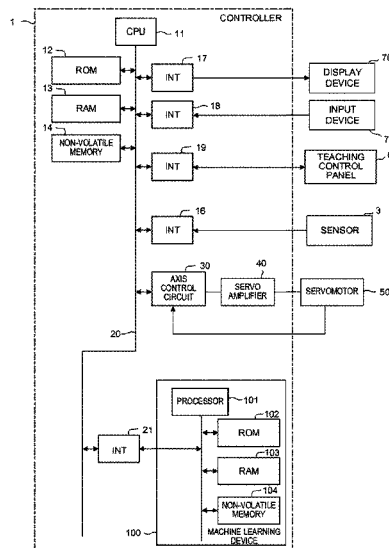 1
CONTROLLER
CPU
11
12
ROM
17
INT
70
DISPLAY
DEVICE
13
RAM
18
INT
INPUT
DEVICE
14
NON-VOLATILE
MEMORY
19
INT
TEACHING
CONTROL
PANEL
16
INT
3
SENSOR
30
AXIS
CONTROL
CIRCUIT
40
SERVO
AMPLIFIER
SERVOMOTOR
50
20
21
INT
PROCESSOR
101
102
ROM
103
RAM
104
NON-VOLATILE
MEMORY
100
MACHINE LEARNING
DEVICE